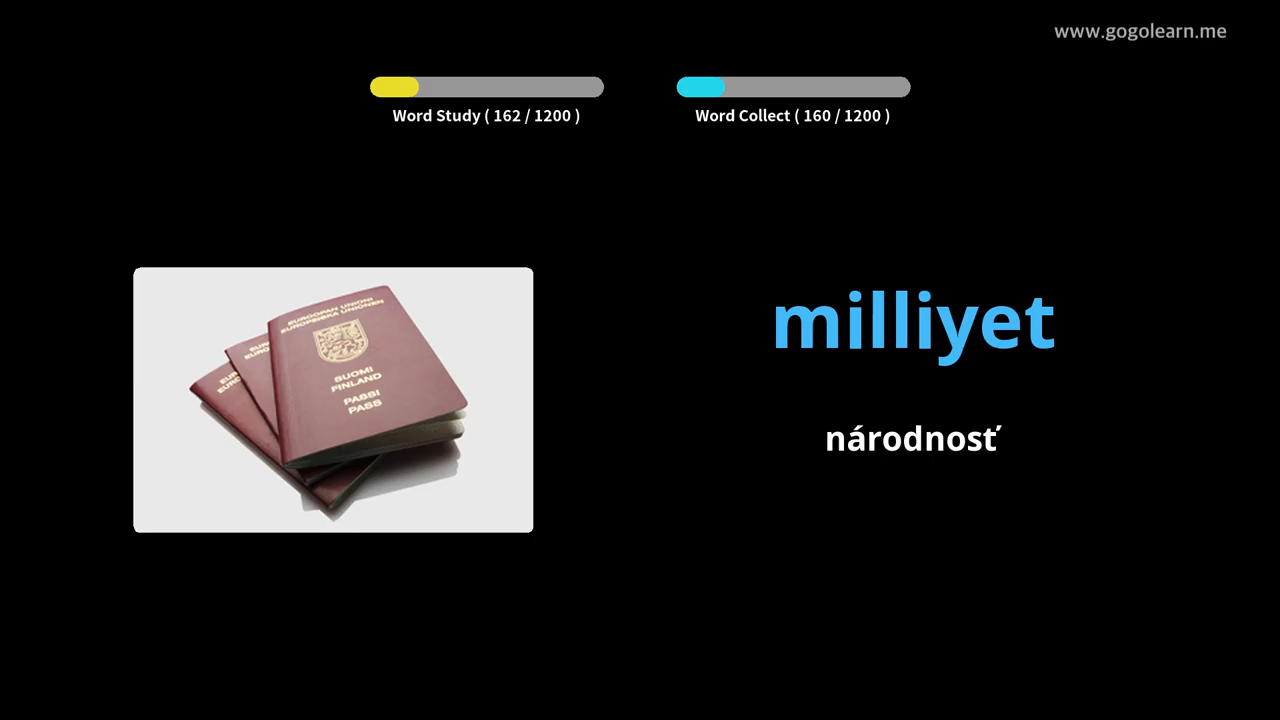 www.gogolearn.me
Word Study ( 162 / 1200 )
Word Collect ( 160 / 1200 )
EUROOPAN UNIONI
EUROPEISKA UNIONEN
SUOMI
FINLAND
PASSI
PASS
milliyet
národnosť